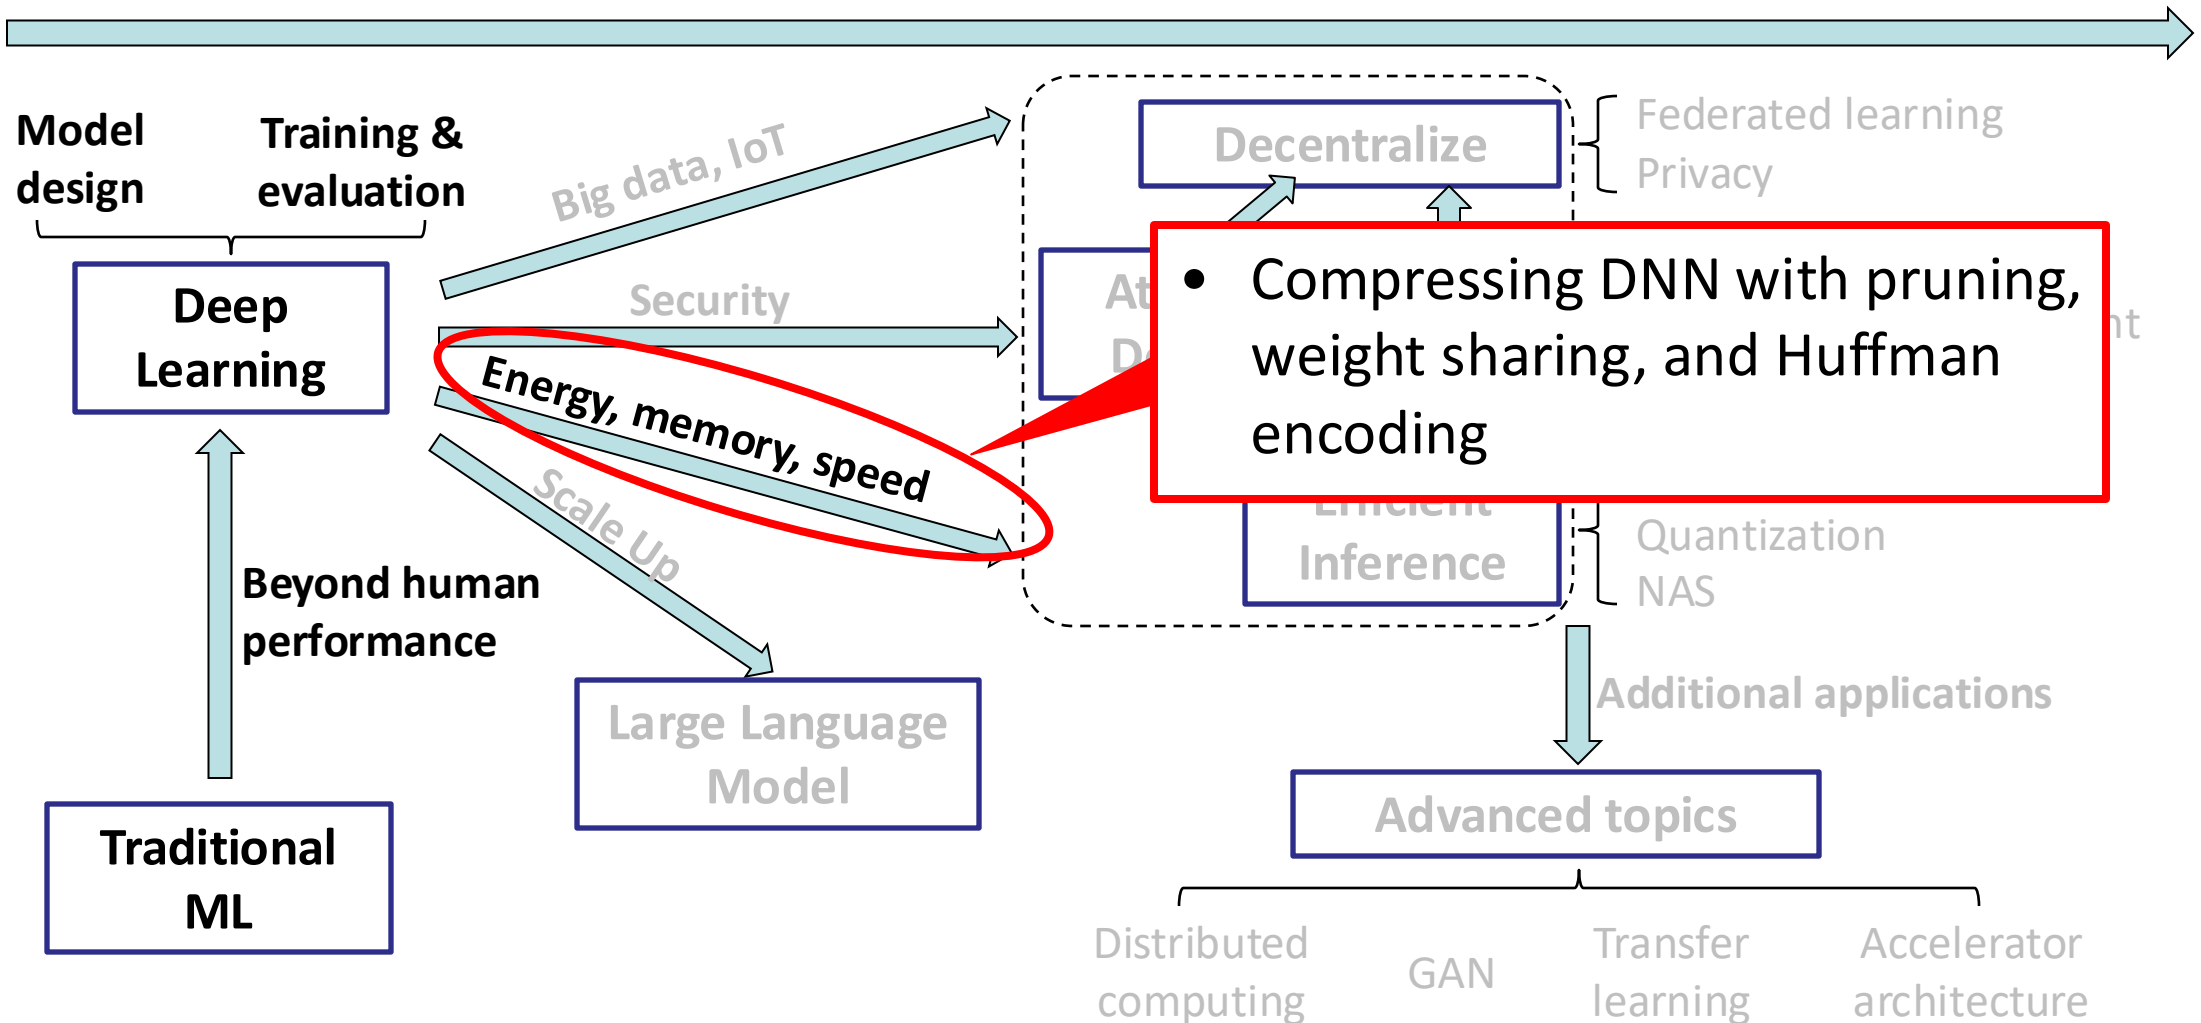 Model
design
Training &
evaluation
Deep
Learning
Beyond human
performance
Traditional
ML
Big data, IoT
Security
Energy, memory, speed
Scale Up
Large Language
Model
Decentralize
Federated learning
Privacy
• Compressing DNN with pruning,
weight sharing, and Huffman
encoding
Efficient
Inference
Quantization
NAS
Additional applications
Advanced topics
Distributed
computing
GAN
Transfer
learning
Accelerator
architecture